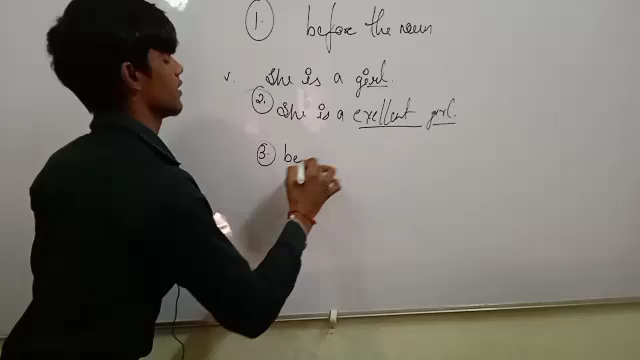 1. before the noun
v. She is a girl.
2. She is a exellent girl.
3. be